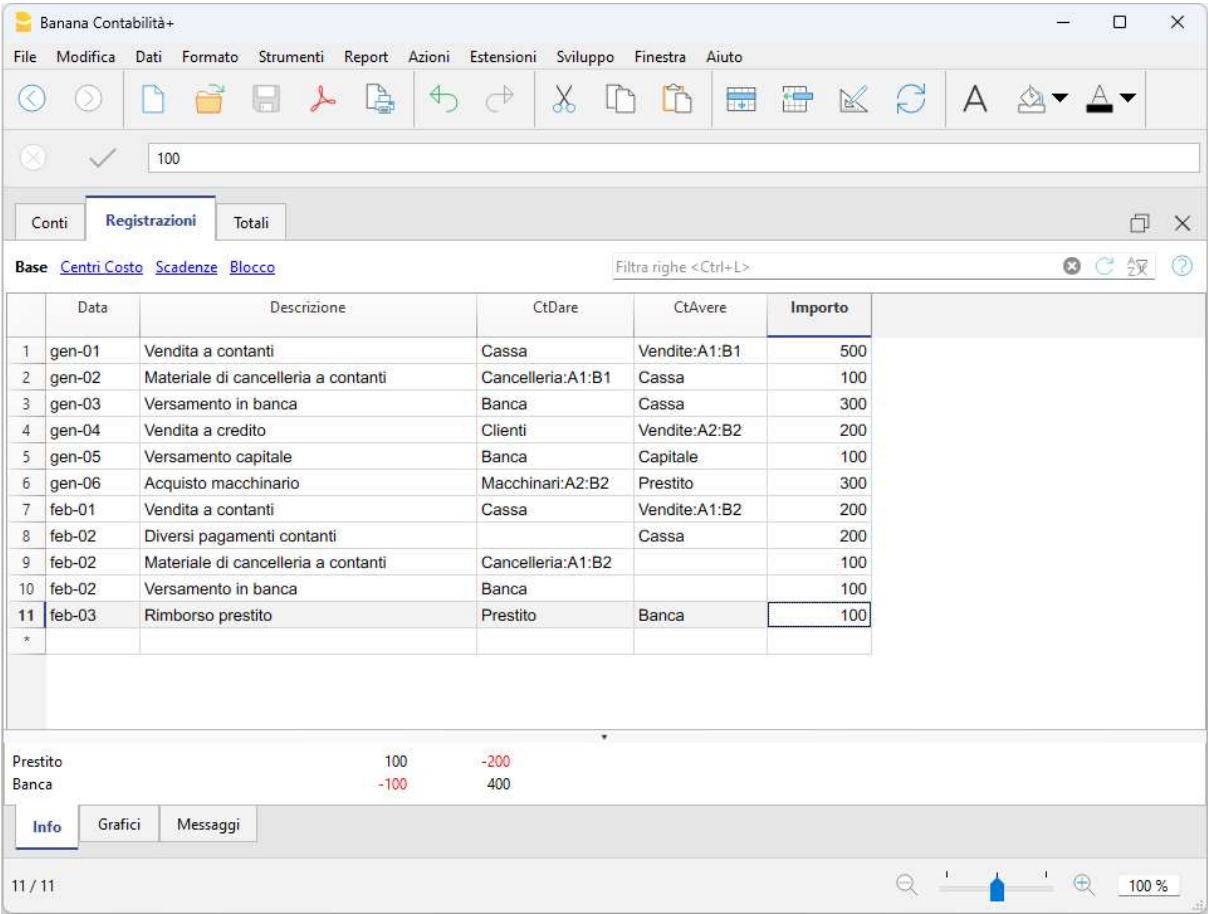 Banana Contabilità+
File Modifica Dati Formato Strumenti Report Azioni Estensioni Sviluppo Finestra Aiuto
A A
100
Conti Registrazioni Totali
Base Centri Costo Scadenze Blocco Filtra righe <Ctrl+L>
Data Descrizione CtDare CtAvere Importo
1 gen-01 Vendita a contanti Cassa Vendite:A1:B1 500
2 gen-02 Materiale di cancelleria a contanti Cancelleria:A1:B1 Cassa 100
3 gen-03 Versamento in banca Banca Cassa 300
4 gen-04 Vendita a credito Clienti Vendite:A2:B2 200
5 gen-05 Versamento capitale Banca Capitale 100
6 gen-06 Acquisto macchinario Macchinari:A2:B2 Prestito 300
7 feb-01 Vendita a contanti Cassa Vendite:A1:B2 200
8 feb-02 Diversi pagamenti contanti Cassa 200
9 feb-02 Materiale di cancelleria a contanti Cancelleria:A1:B2 100
10 feb-02 Versamento in banca Banca 100
11 feb-03 Rimborso prestito Prestito Banca 100
*
Prestito 100 -200
Banca -100 400
Info Grafici Messaggi
11 / 11 100 %